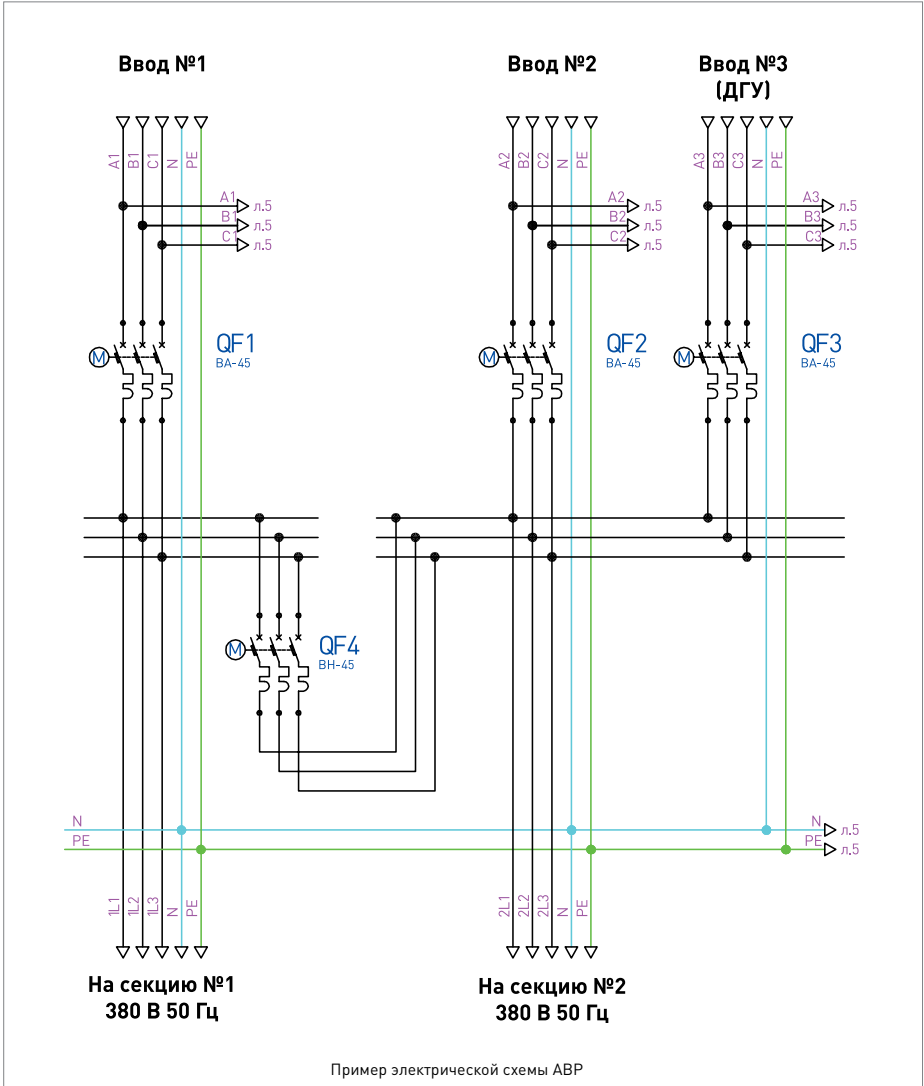 Ввод №1
Ввод №2
Ввод №3
(ДГУ)
A1
B1
C1
N
PE
A2
B2
C2
N
PE
A3
B3
C3
N
PE
A1 л.5
B1 л.5
C1 л.5
A2 л.5
B2 л.5
C2 л.5
A3 л.5
B3 л.5
C3 л.5
M
QF1
ВА-45
M
QF2
ВА-45
M
QF3
ВА-45
M
QF4
ВН-45
N
PE
N л.5
PE л.5
1L1
1L2
1L3
N
PE
2L1
2L2
2L3
N
PE
На секцию №1
380 В 50 Гц
На секцию №2
380 В 50 Гц
Пример электрической схемы АВР